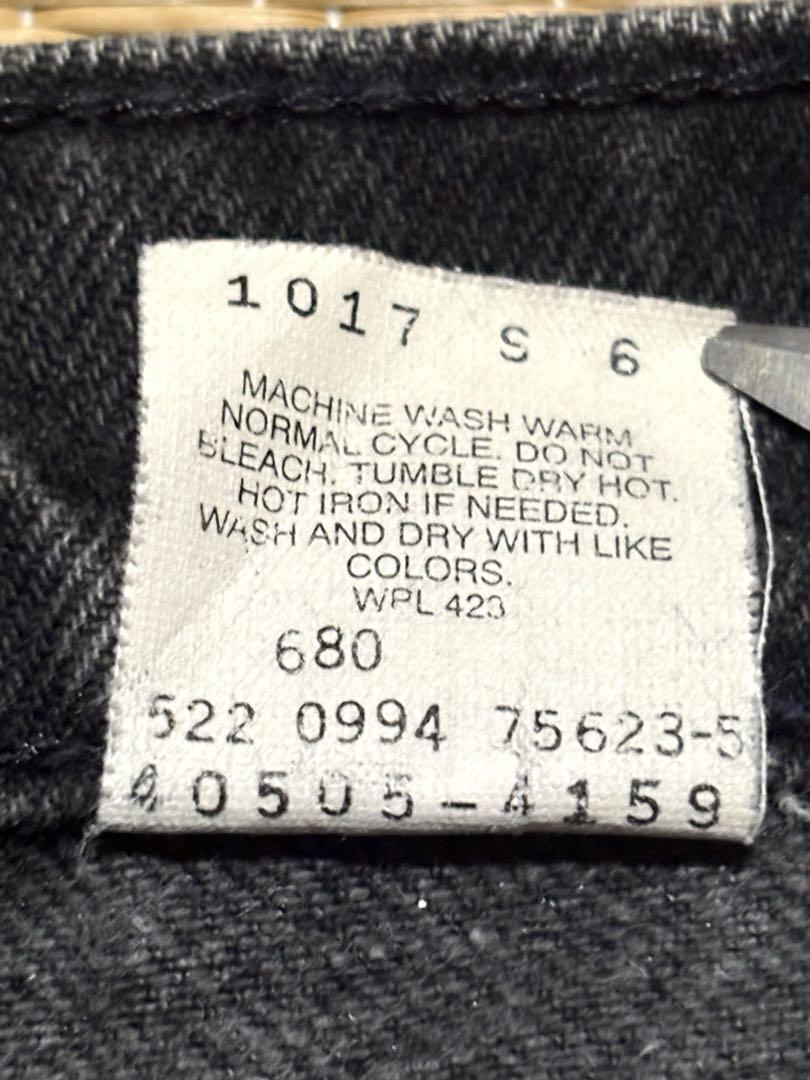 1017 S 6
MACHINE WASH WARM
NORMAL CYCLE. DO NOT
BLEACH. TUMBLE DRY HOT.
HOT IRON IF NEEDED.
WASH AND DRY WITH LIKE
COLORS.
WPL 423
680
522 0994 75623-5
40505-4159